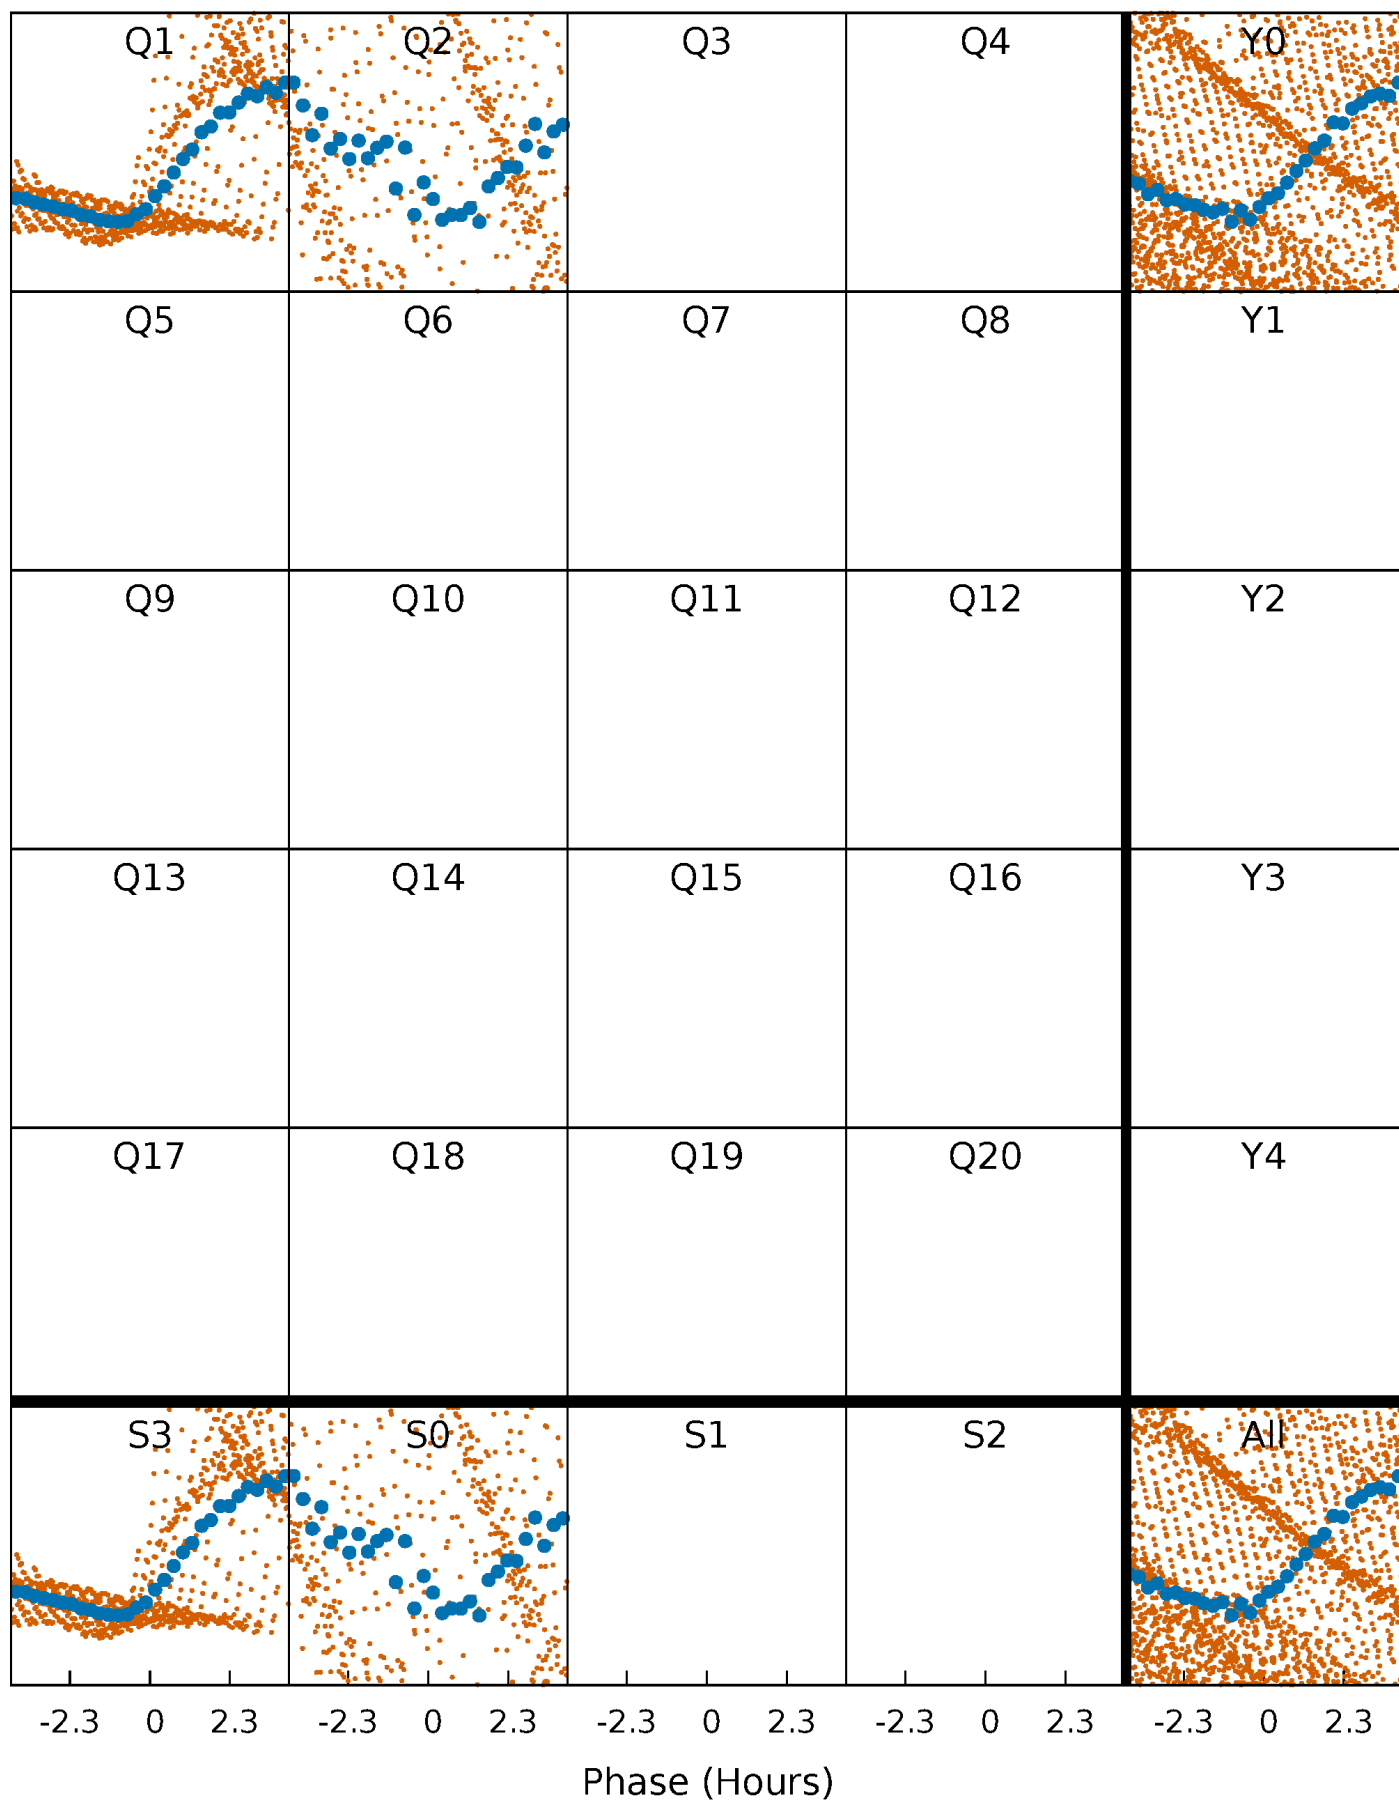 Q1 Q2 Q3 Q4 Y0
Q5 Q6 Q7 Q8 Y1
Q9 Q10 Q11 Q12 Y2
Q13 Q14 Q15 Q16 Y3
Q17 Q18 Q19 Q20 Y4
S3 S0 S1 S2 All
-2.3 0 2.3 -2.3 0 2.3 -2.3 0 2.3 -2.3 0 2.3 -2.3 0 2.3
Phase (Hours)